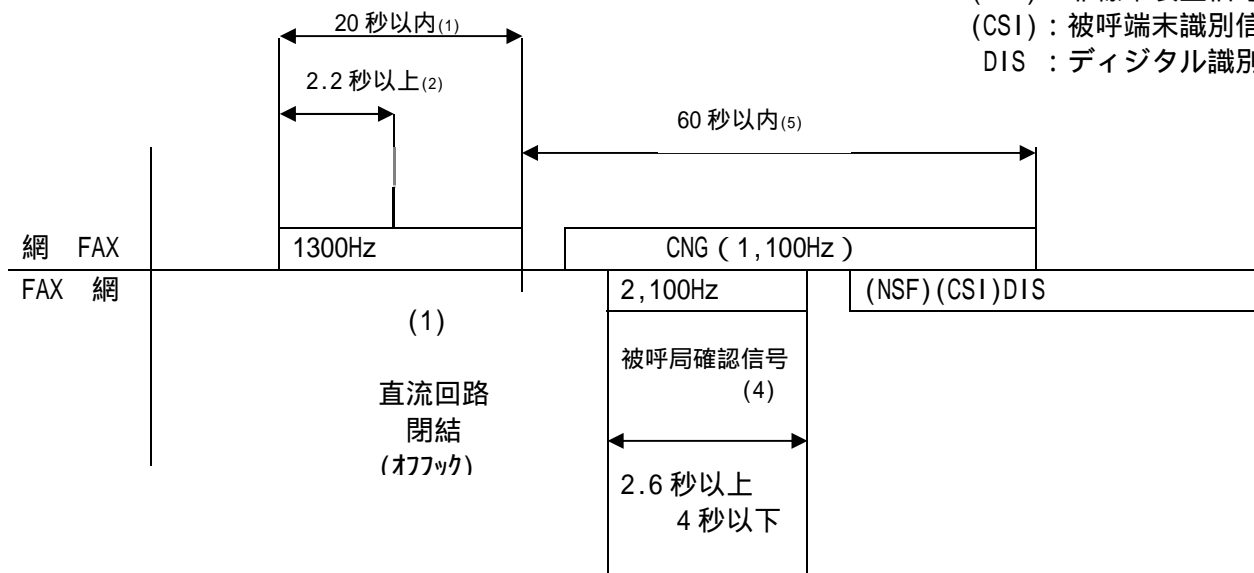 20 秒以内(1)
(CSI)：被呼端末識別信
DIS ：ディジタル識別
2.2 秒以上(2)
60 秒以内(5)
網 FAX
1300Hz
CNG（1,100Hz）
FAX 網
2,100Hz
(NSF)(CSI)DIS
(1)
被呼局確認信号
(4)
直流回路
閉結
(ｵﾌﾌｯｸ)
2.6 秒以上
4 秒以下